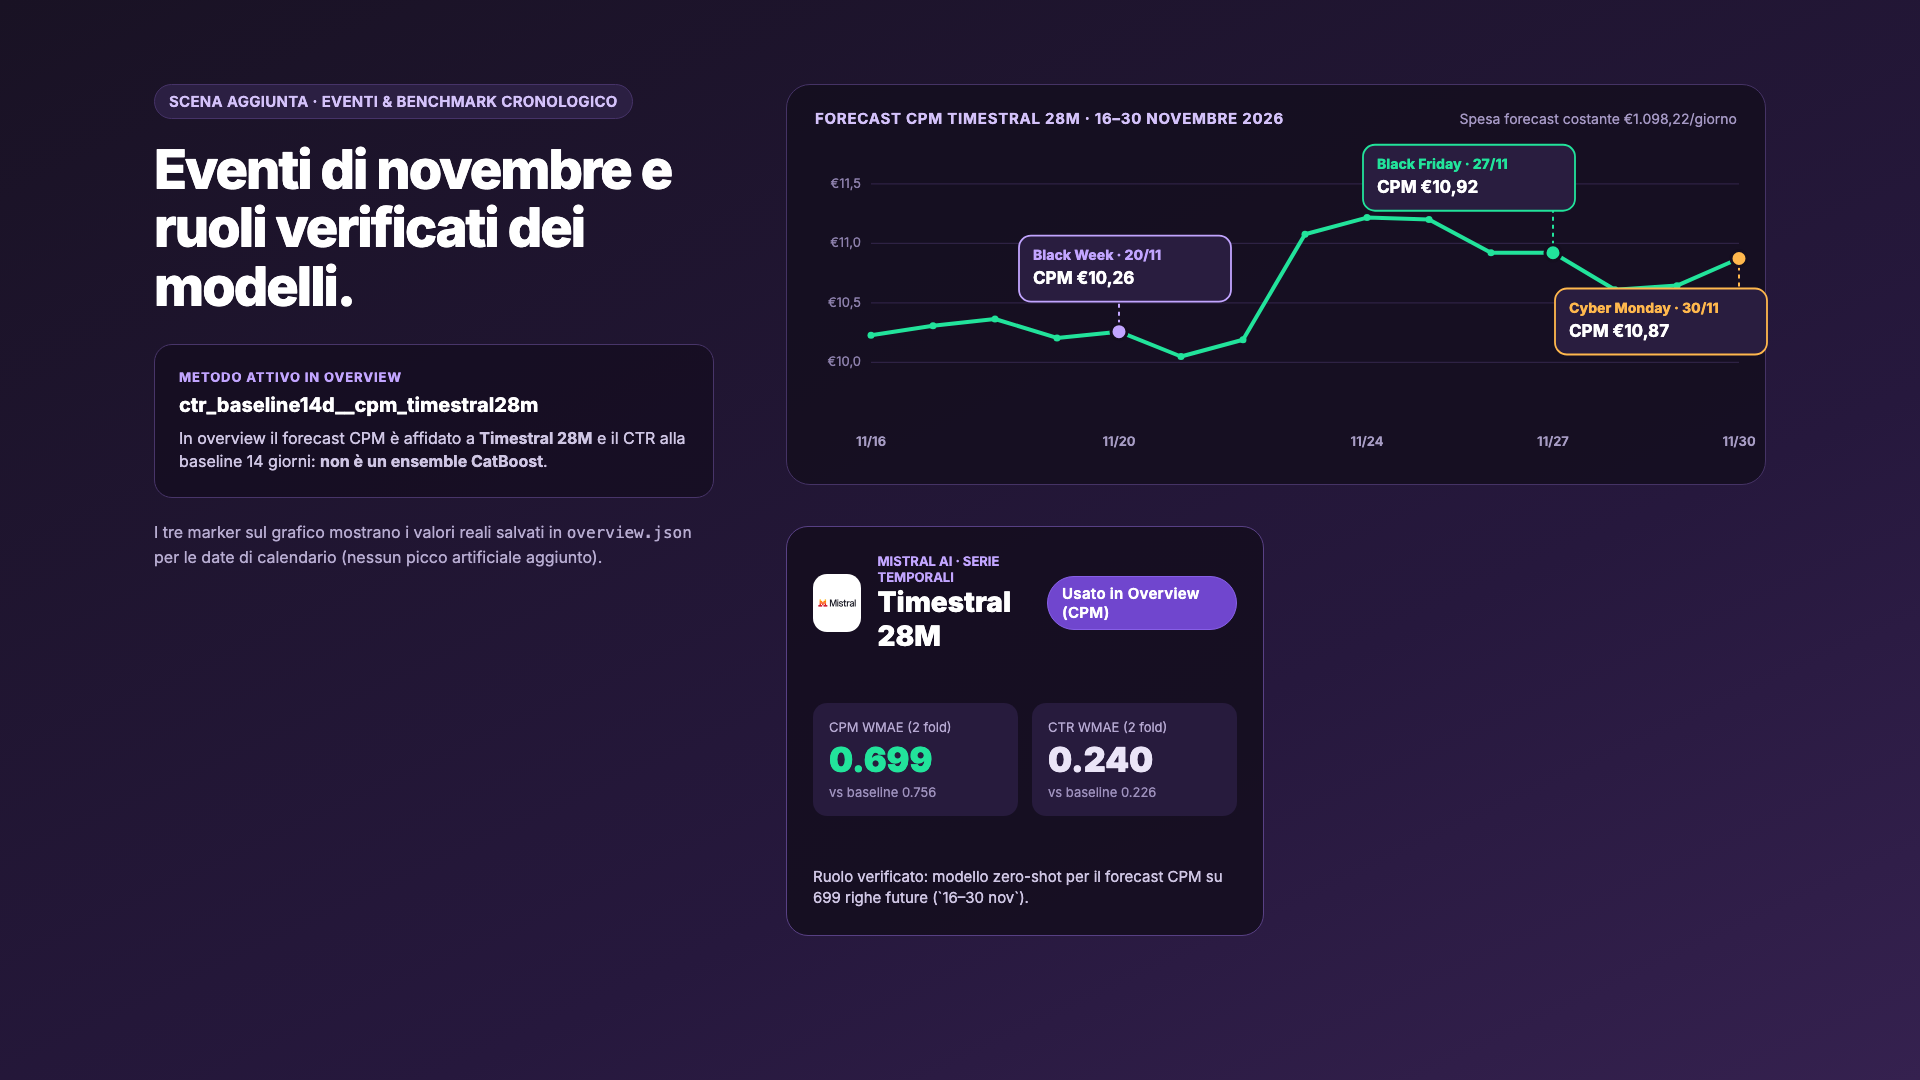 SCENA AGGIUNTA · EVENTI & BENCHMARK CRONOLOGICO
Eventi di novembre e
ruoli verificati dei
modelli.
METODO ATTIVO IN OVERVIEW
ctr_baseline14d__cpm_timestral28m
In overview il forecast CPM è affidato a Timestral 28M e il CTR alla
baseline 14 giorni: non è un ensemble CatBoost.
I tre marker sul grafico mostrano i valori reali salvati in overview.json
per le date di calendario (nessun picco artificiale aggiunto).
FORECAST CPM TIMESTRAL 28M · 16–30 NOVEMBRE 2026
Spesa forecast costante €1.098,22/giorno
€11,5
€11,0
€10,5
€10,0
Black Week · 20/11
CPM €10,26
Black Friday · 27/11
CPM €10,92
Cyber Monday · 30/11
CPM €10,87
11/16
11/20
11/24
11/27
11/30
Mistral
MISTRAL AI · SERIE
TEMPORALI
Timestral
28M
Usato in Overview
(CPM)
CPM WMAE (2 fold)
0.699
vs baseline 0.756
CTR WMAE (2 fold)
0.240
vs baseline 0.226
Ruolo verificato: modello zero-shot per il forecast CPM su
699 righe future (`16–30 nov`).